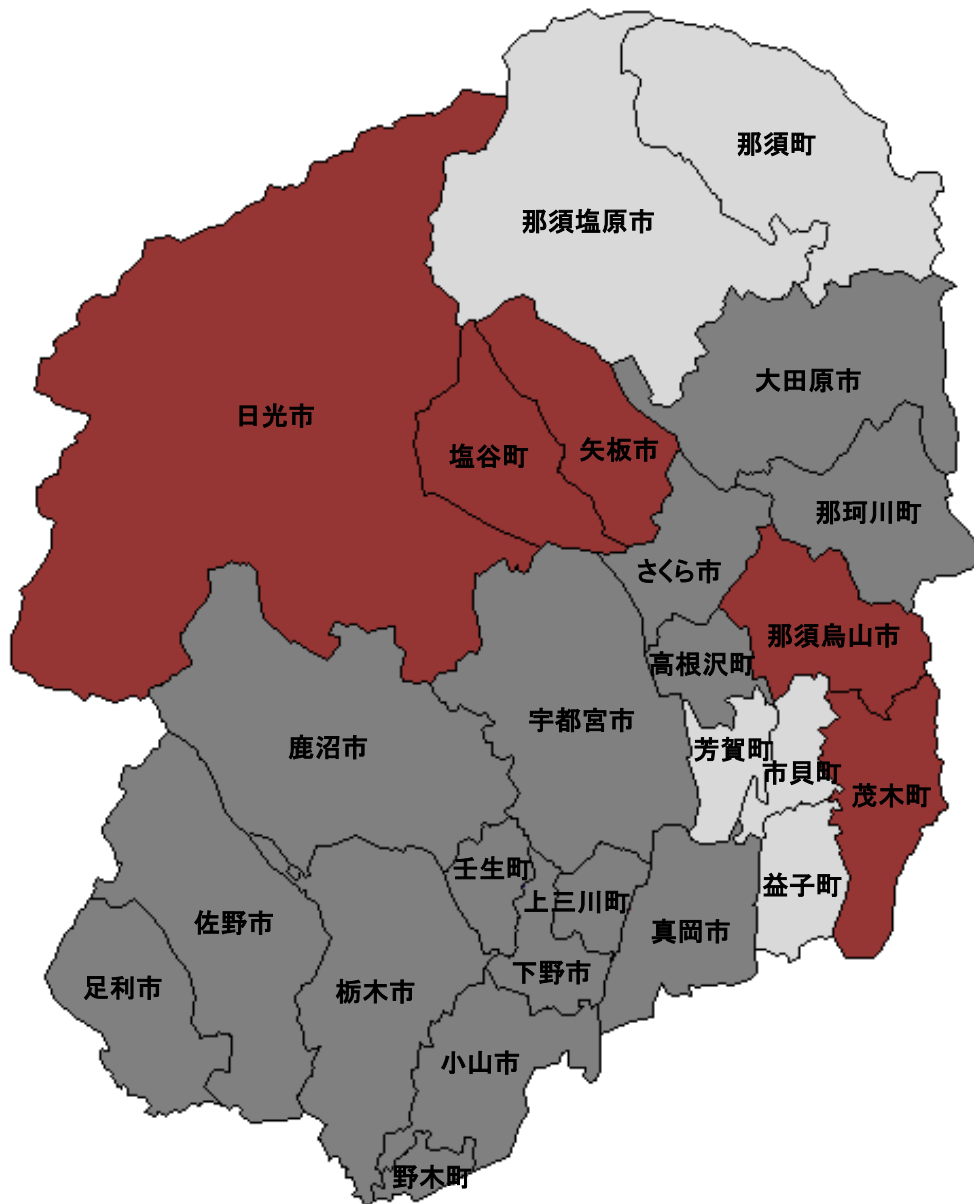 那須町
那須塩原市
大田原市
日光市
塩谷町
矢板市
那珂川町
さくら市
那須烏山市
高根沢町
宇都宮市
鹿沼市
芳賀町
市貝町
茂木町
壬生町
上三川町
益子町
佐野市
真岡市
下野市
足利市
栃木市
小山市
野木町